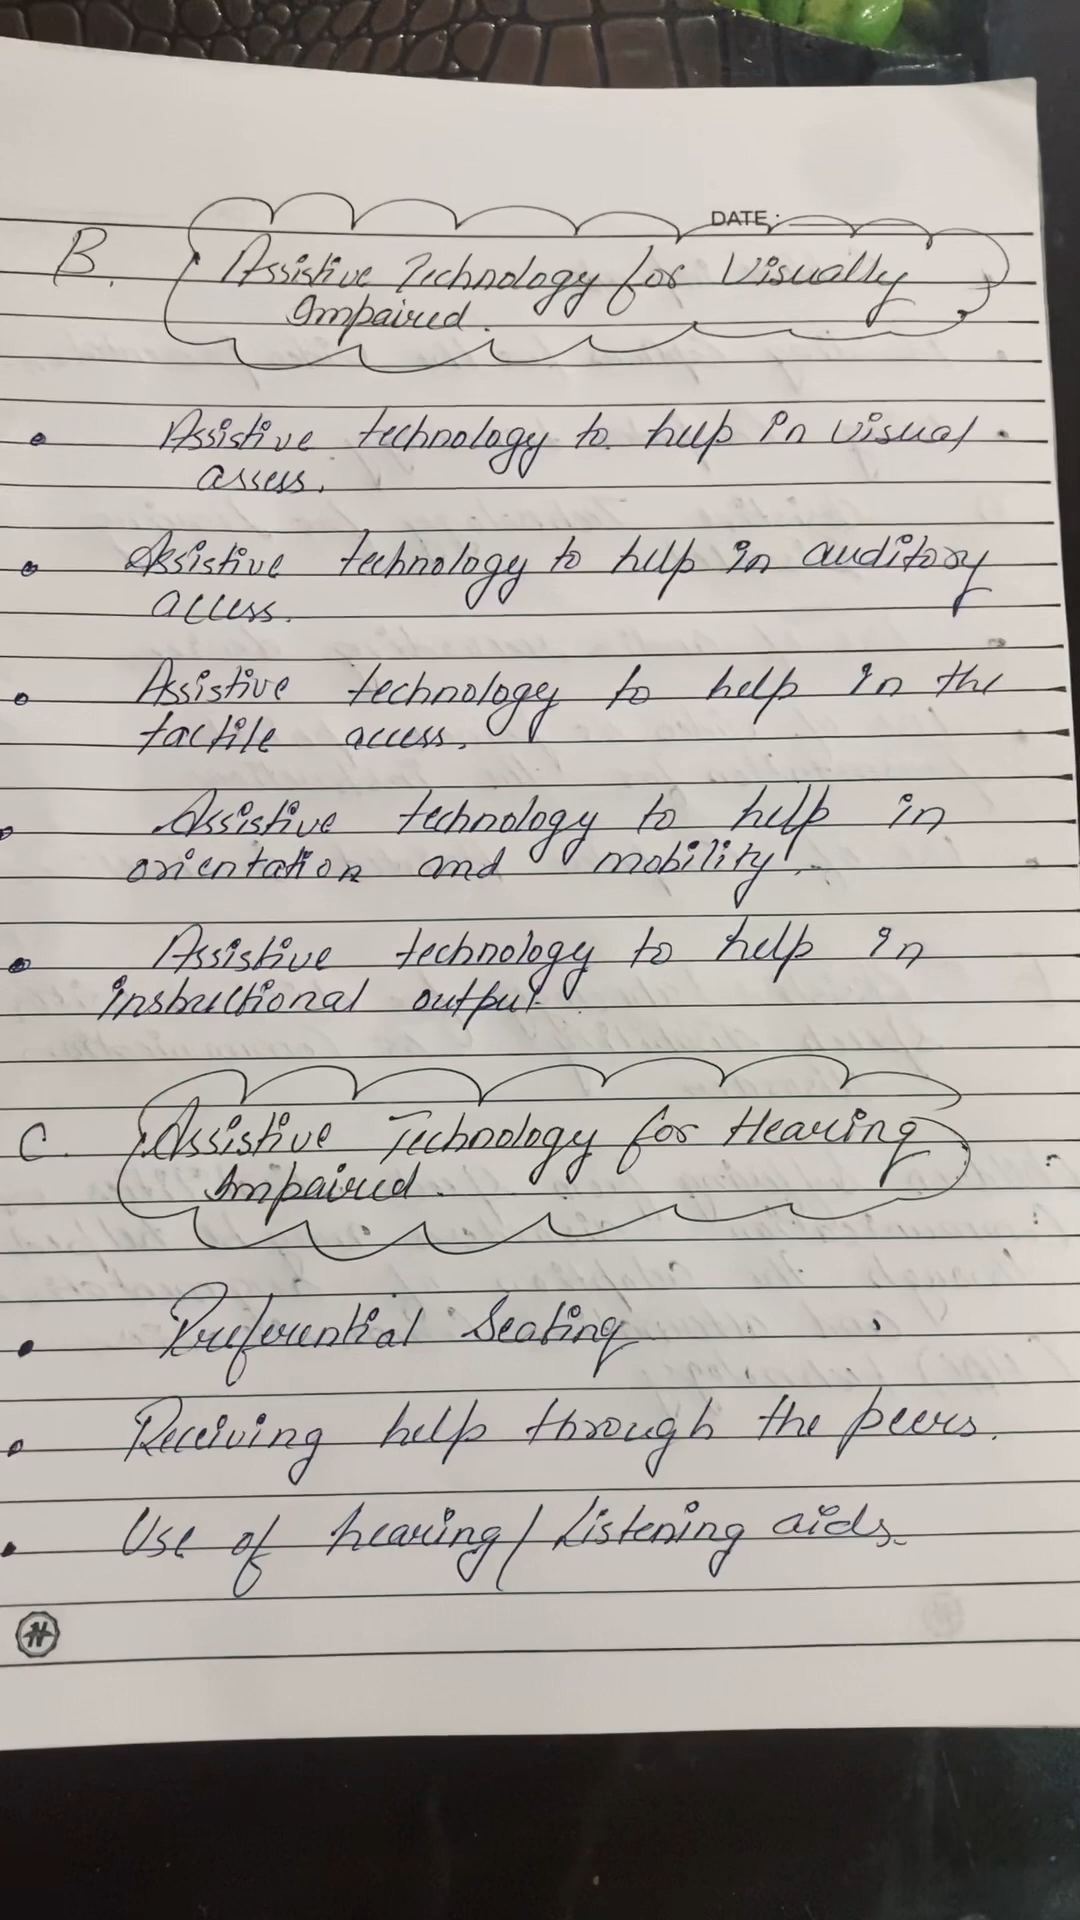 DATE:
B. Assistive Technology for Visually
Impaired.
• Assistive technology to help in visual
assess.
• Assistive technology to help in auditory
access.
• Assistive technology to help in the
tactile access.
• Assistive technology to help in
orientation and mobility.
• Assistive technology to help in
instructional output.
C. Assistive Technology for Hearing
Impaired.
• Preferential Seating
• Receiving help through the peers.
• Use of hearing/Listening aids.